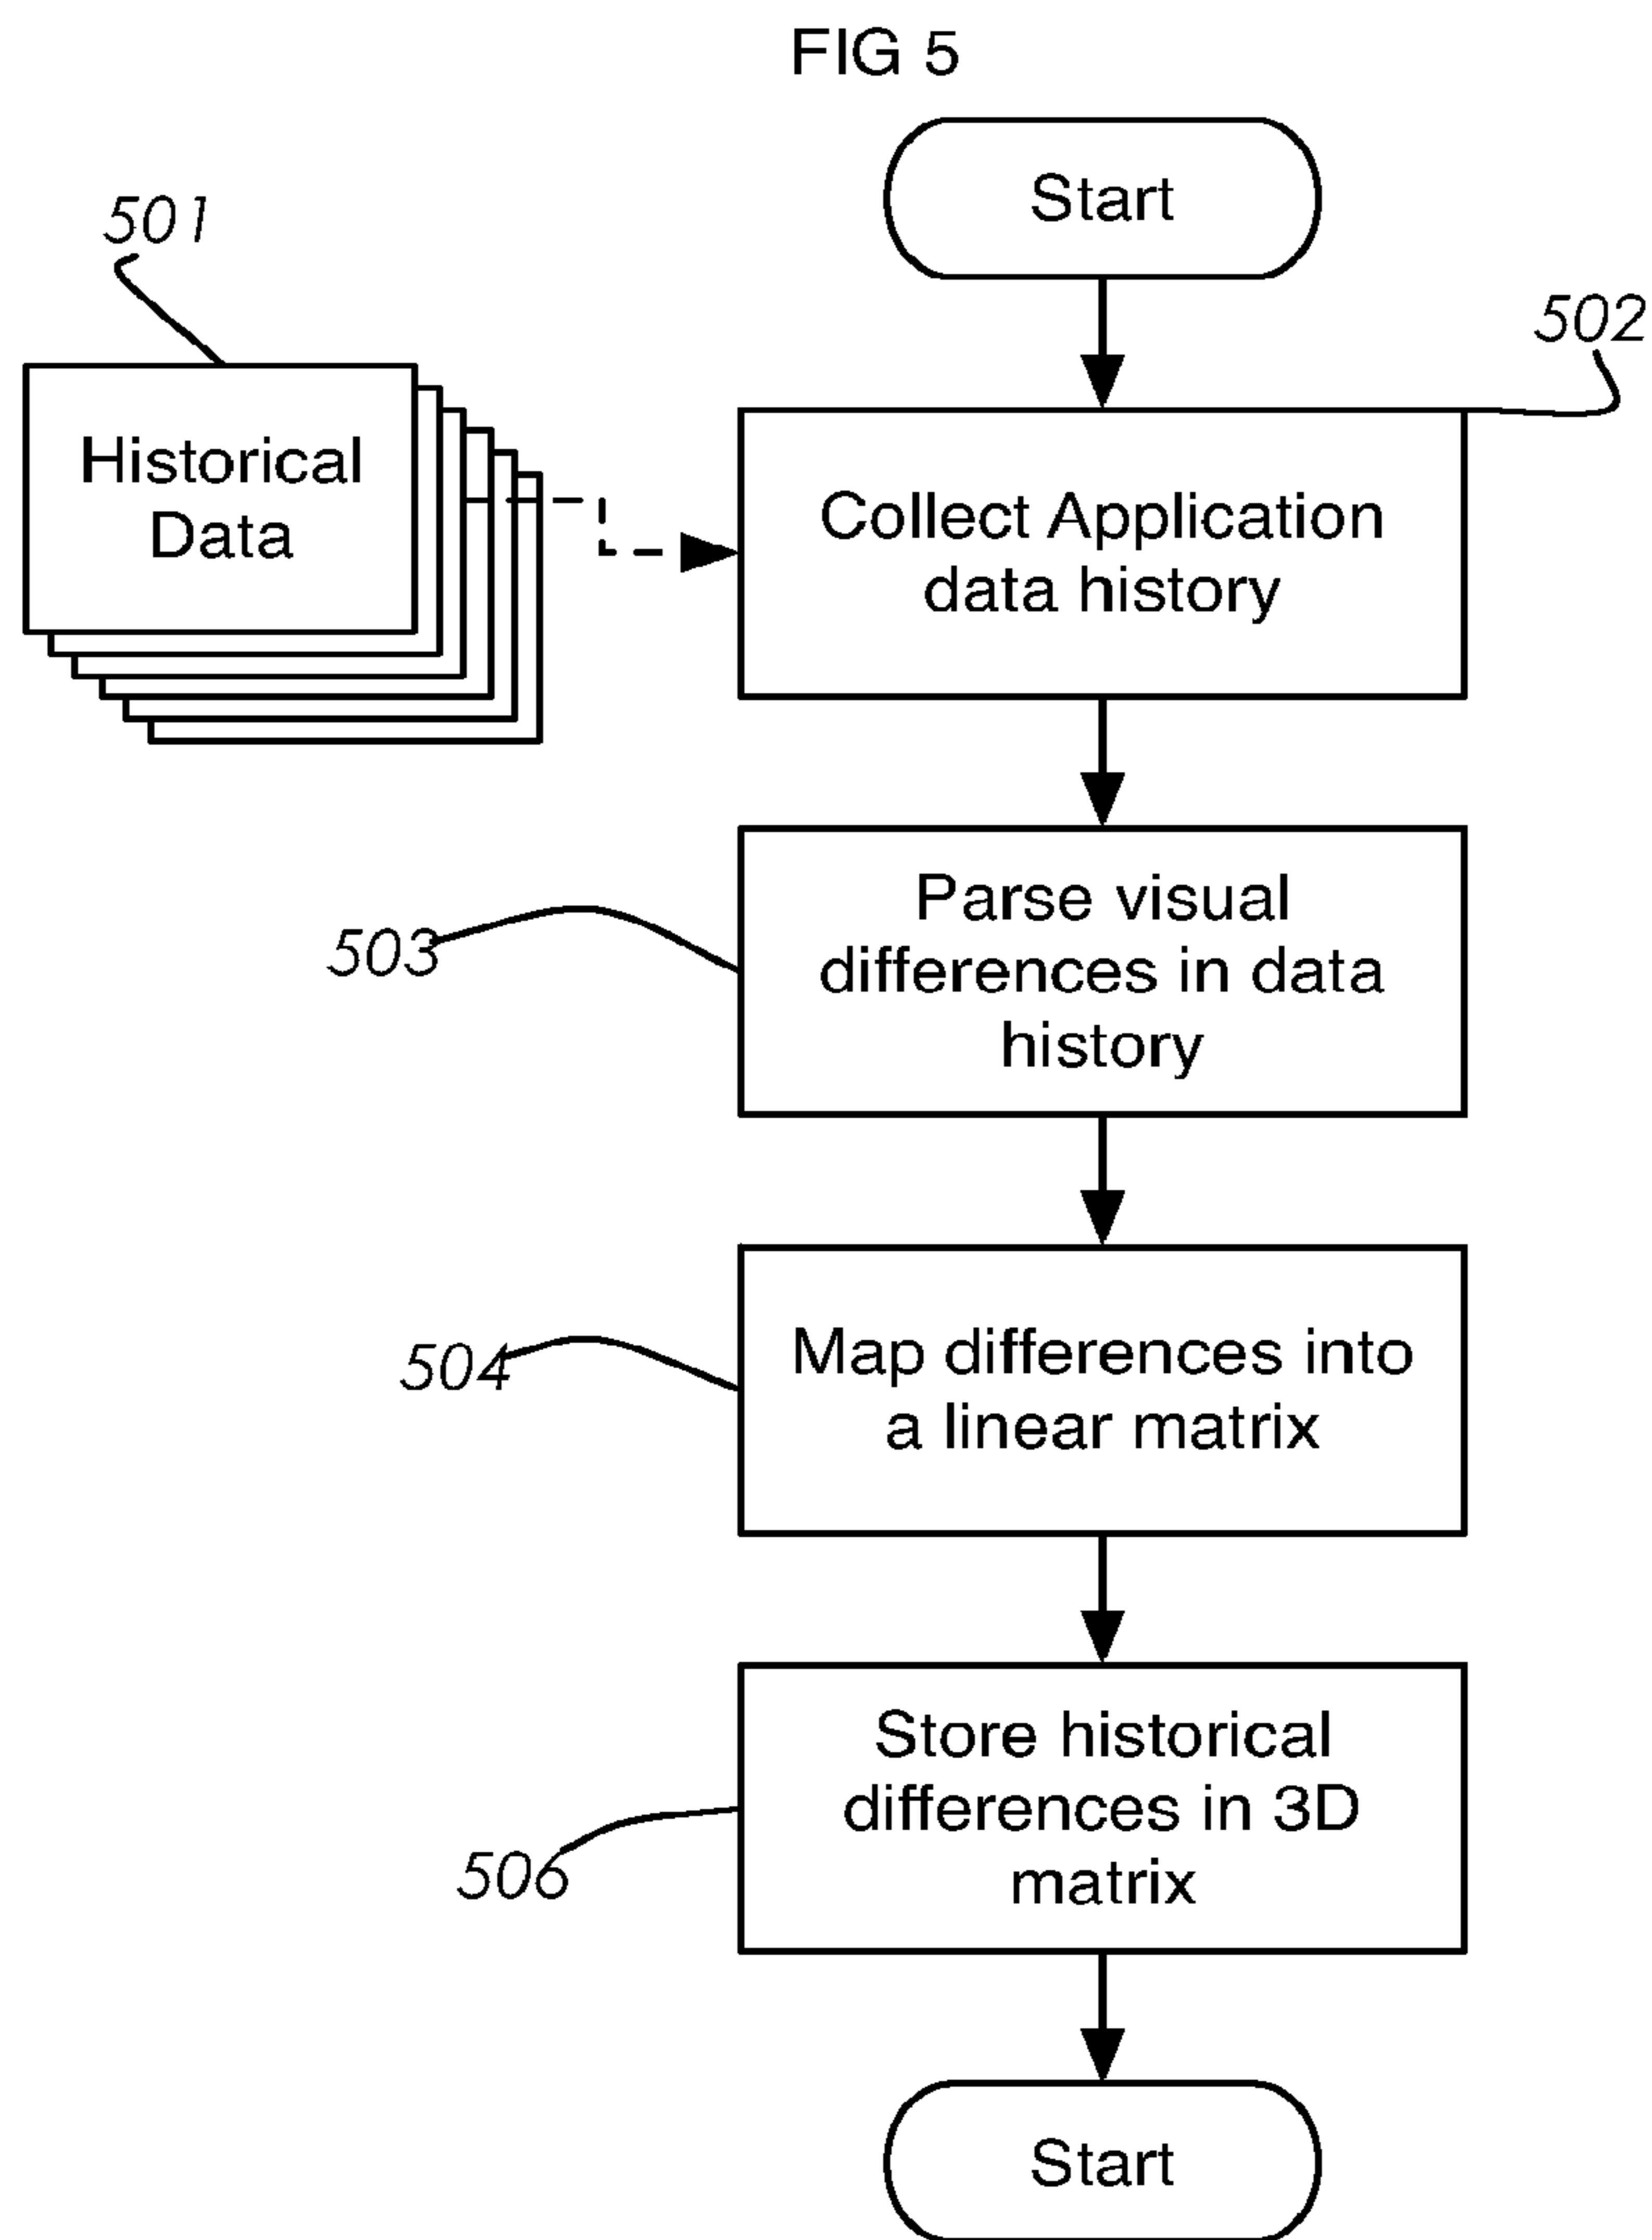 FIG 5
Start
501
502
Historical
Data
Collect Application
data history
503
Parse visual
differences in data
history
504
Map differences into
a linear matrix
506
Store historical
differences in 3D
matrix
Start